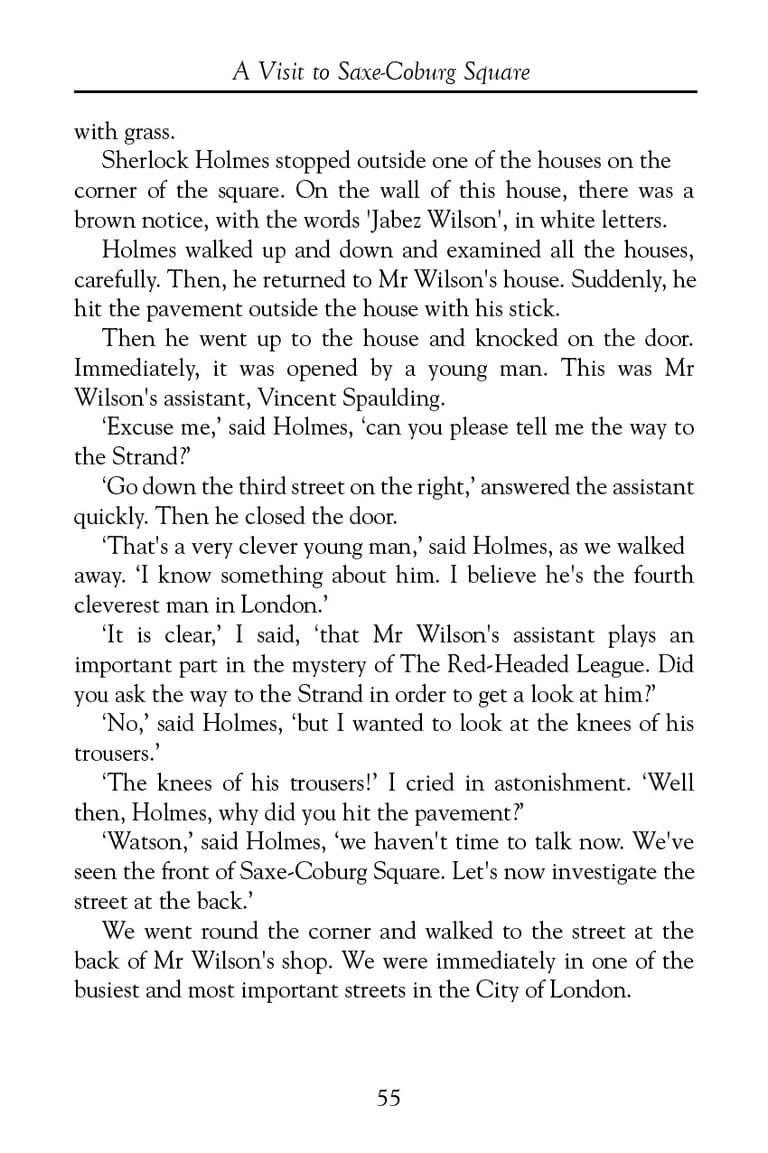 A Visit to Saxe-Coburg Square
with grass.
Sherlock Holmes stopped outside one of the houses on the
corner of the square. On the wall of this house, there was a
brown notice, with the words 'Jabez Wilson', in white letters.
Holmes walked up and down and examined all the houses,
carefully. Then, he returned to Mr Wilson's house. Suddenly, he
hit the pavement outside the house with his stick.
Then he went up to the house and knocked on the door.
Immediately, it was opened by a young man. This was Mr
Wilson's assistant, Vincent Spaulding.
‘Excuse me,’ said Holmes, ‘can you please tell me the way to
the Strand?’
‘Go down the third street on the right,’ answered the assistant
quickly. Then he closed the door.
‘That's a very clever young man,’ said Holmes, as we walked
away. ‘I know something about him. I believe he's the fourth
cleverest man in London.’
‘It is clear,’ I said, ‘that Mr Wilson's assistant plays an
important part in the mystery of The Red-Headed League. Did
you ask the way to the Strand in order to get a look at him?’
‘No,’ said Holmes, ‘but I wanted to look at the knees of his
trousers.’
‘The knees of his trousers!’ I cried in astonishment. ‘Well
then, Holmes, why did you hit the pavement?’
‘Watson,’ said Holmes, ‘we haven't time to talk now. We've
seen the front of Saxe-Coburg Square. Let's now investigate the
street at the back.’
We went round the corner and walked to the street at the
back of Mr Wilson's shop. We were immediately in one of the
busiest and most important streets in the City of London.
55